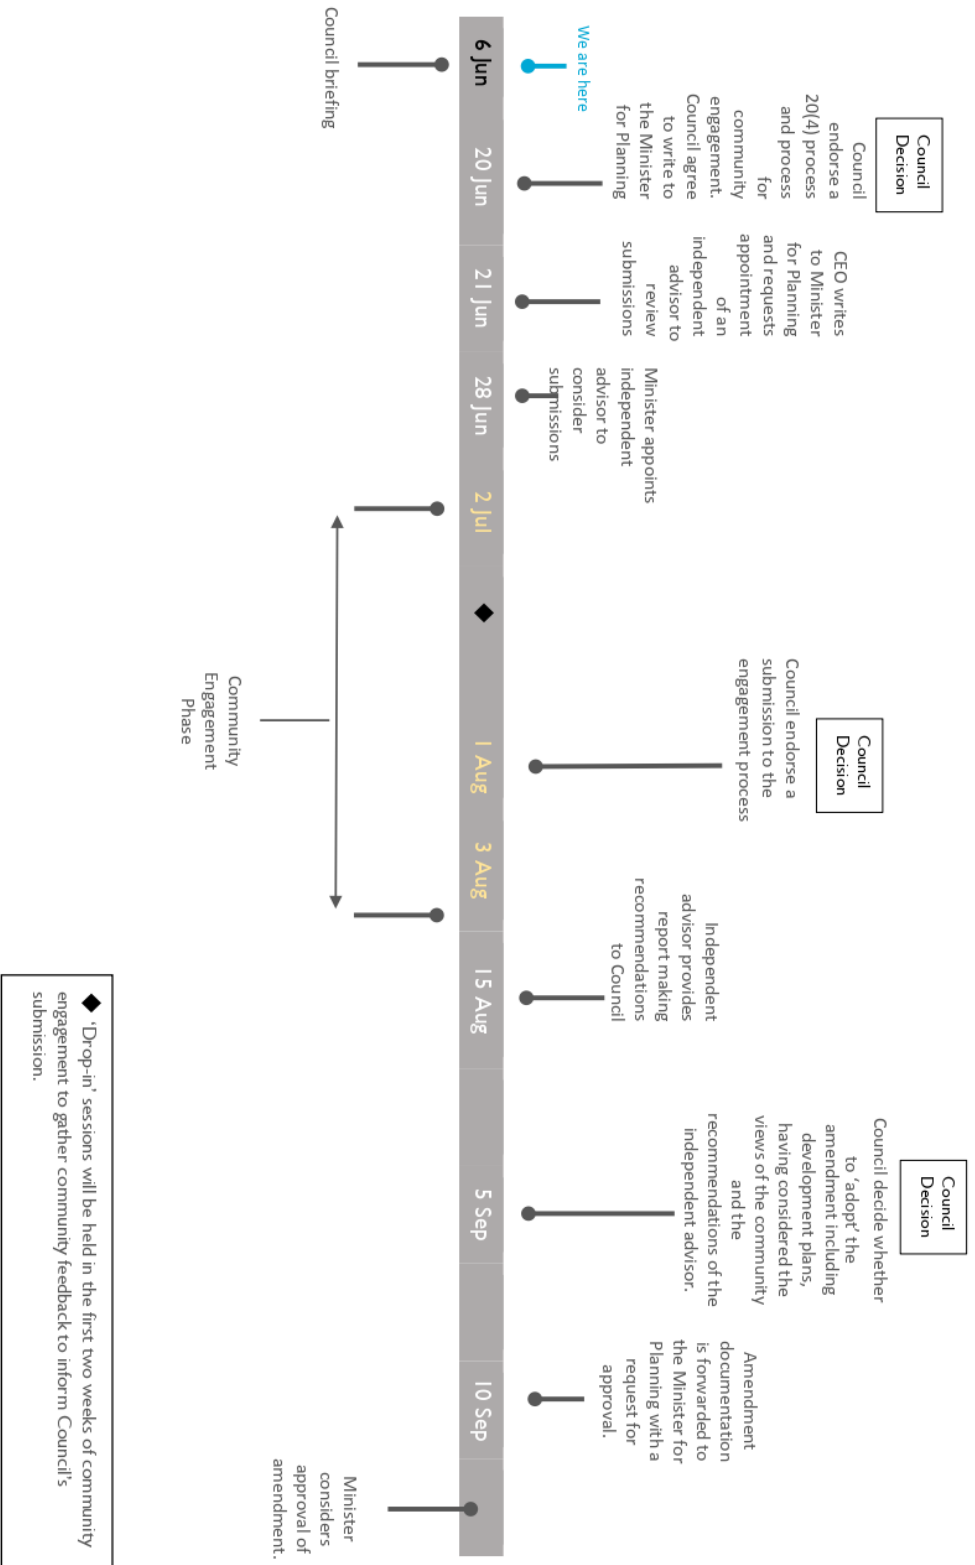 We are here
Council
Decision
Council
endorse a
20(4) process
and process
for
community
engagement.
Council agree
to write to
the Minister
for Planning
CEO writes
to Minister
for Planning
and requests
appointment
of an
independent
advisor to
review
submissions
Minister appoints
independent
advisor to
consider
submissions
Council
Decision
Council endorse a
submission to the
engagement process
Independent
advisor provides
report making
recommendations
to Council
Council
Decision
Council decide whether
to 'adopt' the
amendment including
development plans,
having considered the
views of the community
and the
recommendations of the
independent advisor.
Amendment
documentation
is forwarded to
the Minister for
Planning with a
request for
approval.
6 Jun
20 Jun
21 Jun
28 Jun
2 Jul
◆
1 Aug
3 Aug
15 Aug
5 Sep
10 Sep
Council briefing
Community
Engagement
Phase
Minister
considers
approval of
amendment.
◆ 'Drop-in' sessions will be held in the first two weeks of community
engagement to gather community feedback to inform Council's
submission.